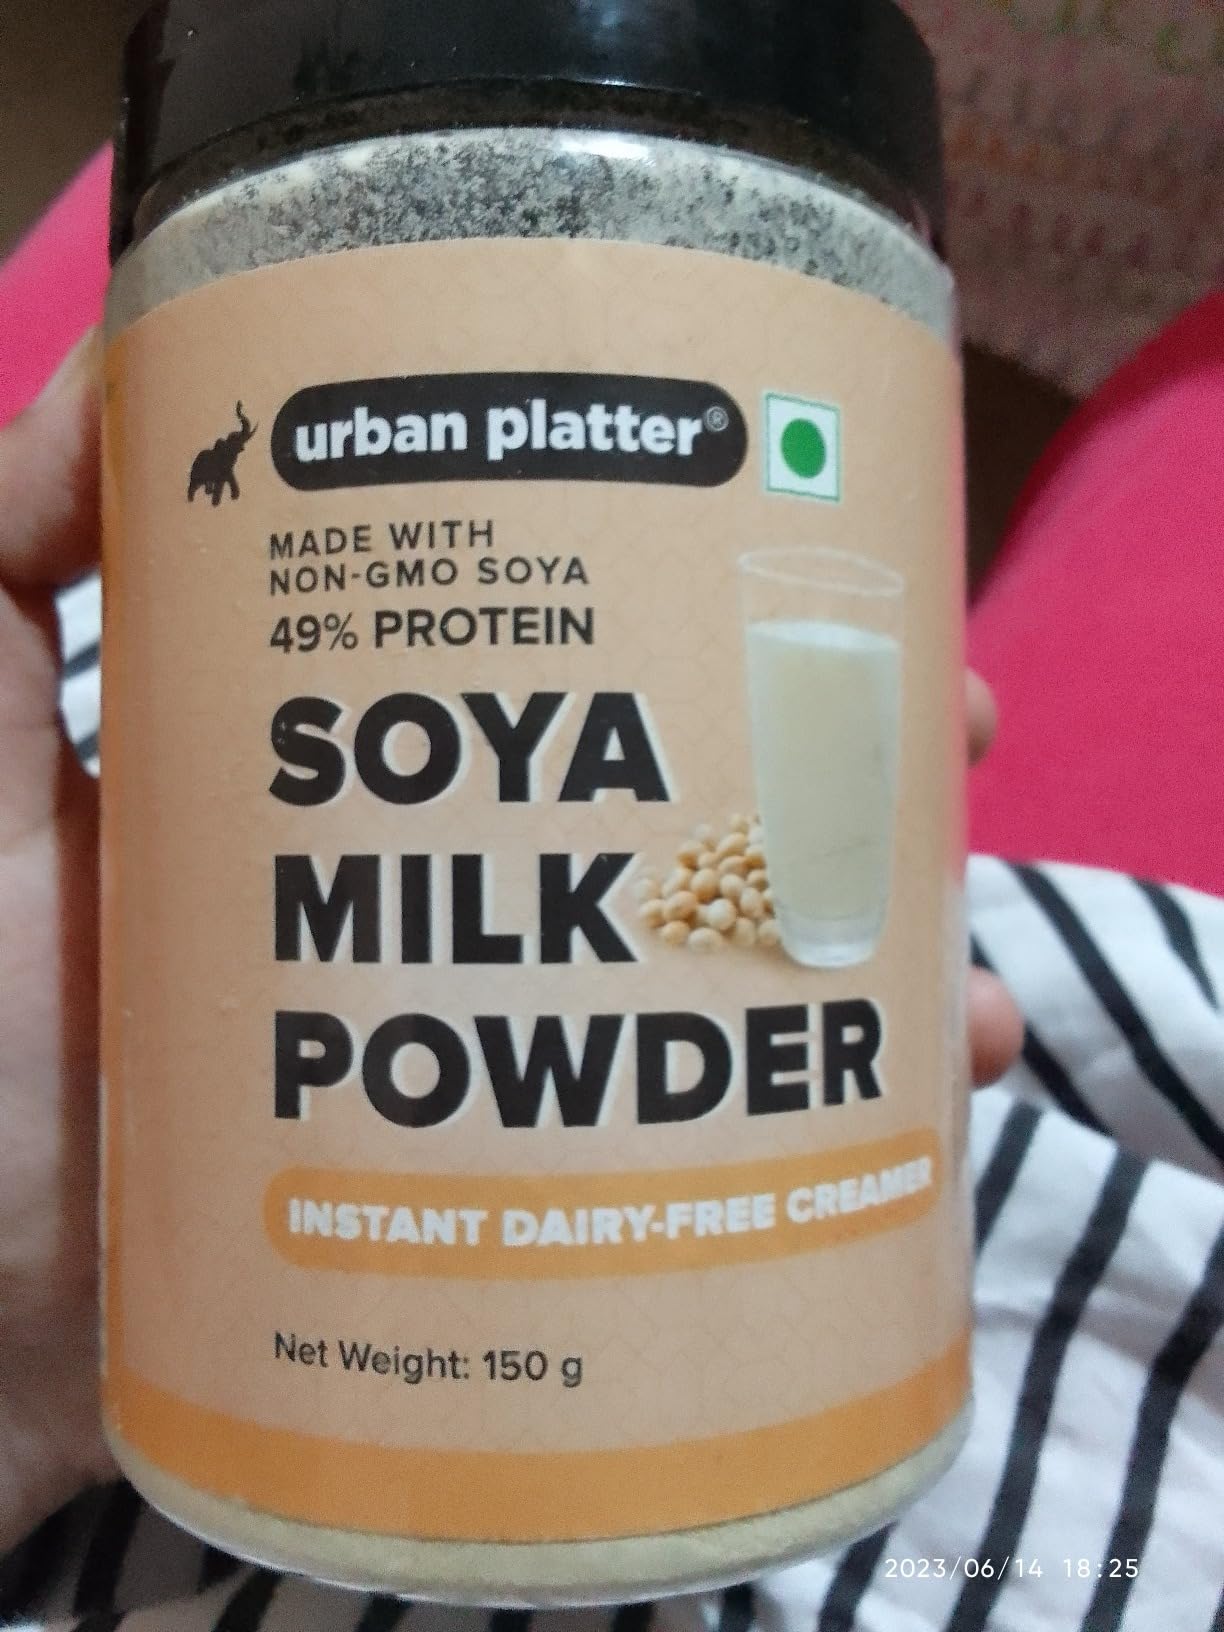 urban platter®
MADE WITH
NON-GMO SOYA
49% PROTEIN
SOYA
MILK
POWDER
INSTANT DAIRY-FREE CREAMER
Net Weight: 150 g
2023/06/14 18:25